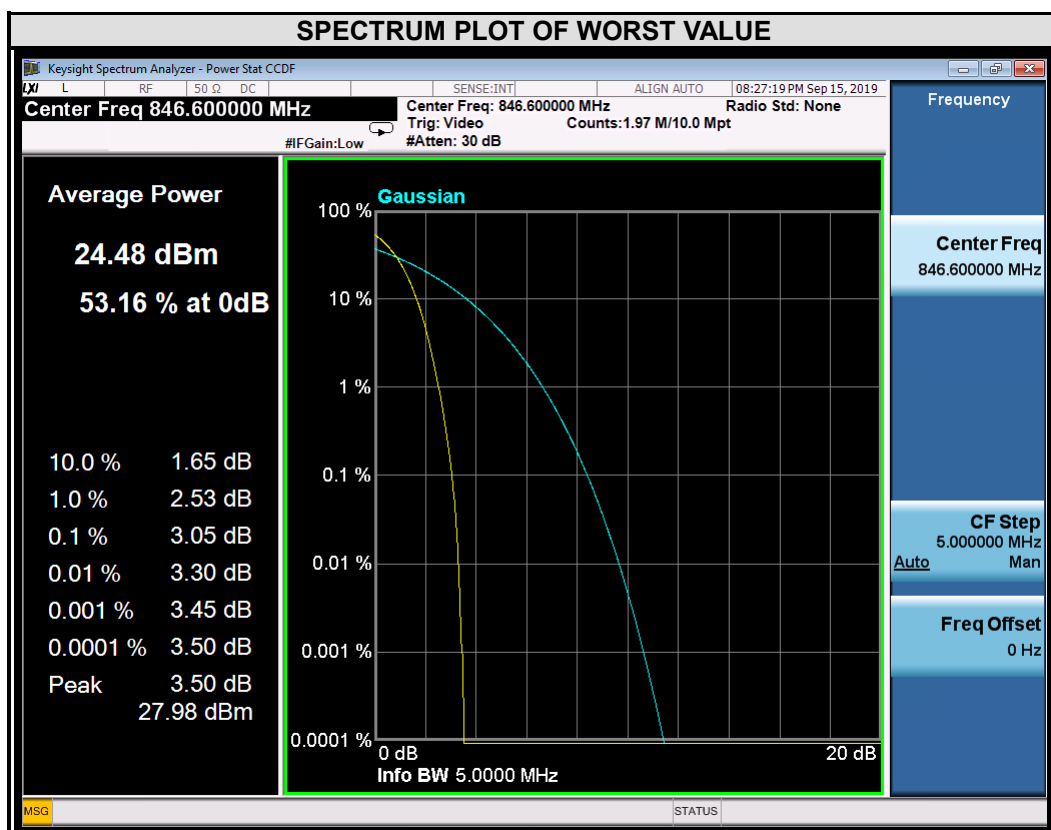 SPECTRUM PLOT OF WORST VALUE
Keysight Spectrum Analyzer - Power Stat CCDF
LXI L RF 50 Ω DC SENSE:INT ALIGN AUTO 08:27:19 PM Sep 15, 2019
Center Freq 846.600000 MHz
Center Freq: 846.600000 MHz Radio Std: None
Trig: Video Counts:1.97 M/10.0 Mpt
#IFGain:Low #Atten: 30 dB
Frequency
Average Power
24.48 dBm
53.16 % at 0dB
10.0 % 1.65 dB
1.0 % 2.53 dB
0.1 % 3.05 dB
0.01 % 3.30 dB
0.001 % 3.45 dB
0.0001 % 3.50 dB
Peak 3.50 dB
27.98 dBm
Gaussian
100 %
10 %
1 %
0.1 %
0.01 %
0.001 %
0.0001 %
0 dB 20 dB
Info BW 5.0000 MHz
Center Freq
846.600000 MHz
CF Step
5.000000 MHz
Auto Man
Freq Offset
0 Hz
MSG STATUS